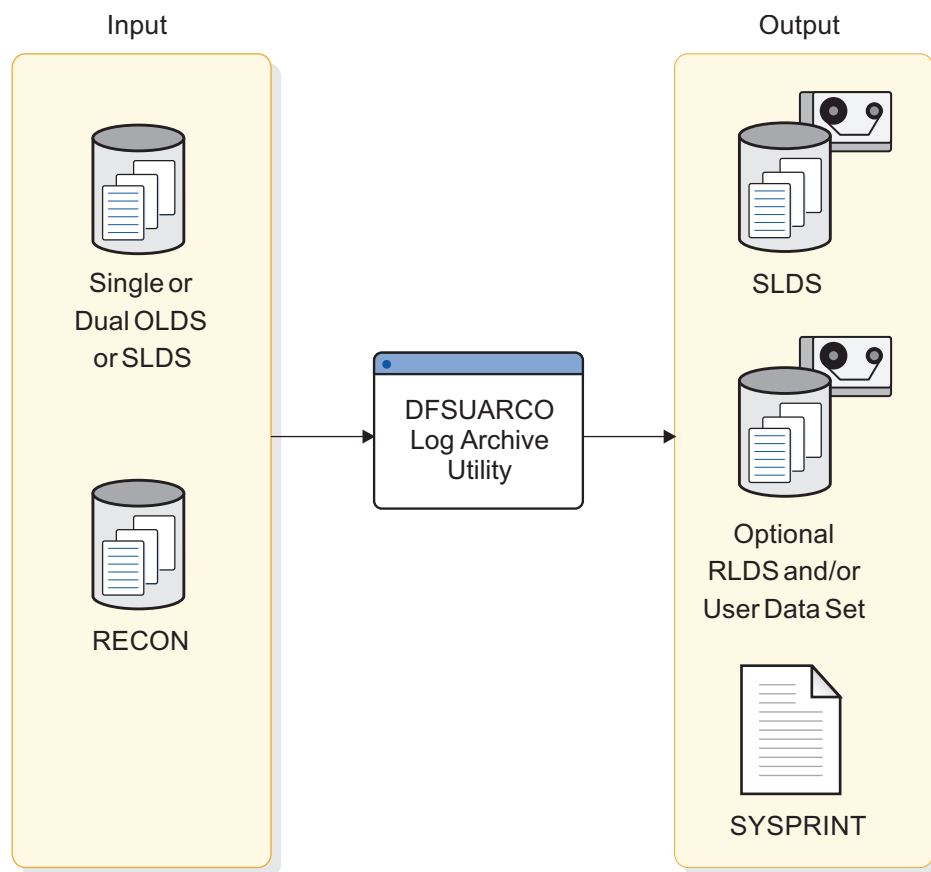 Input
Output
Single or
Dual OLDS
or SLDS
RECON
DFSUARCO
Log Archive
Utility
SLDS
Optional
RLDS and/or
User Data Set
SYSPRINT